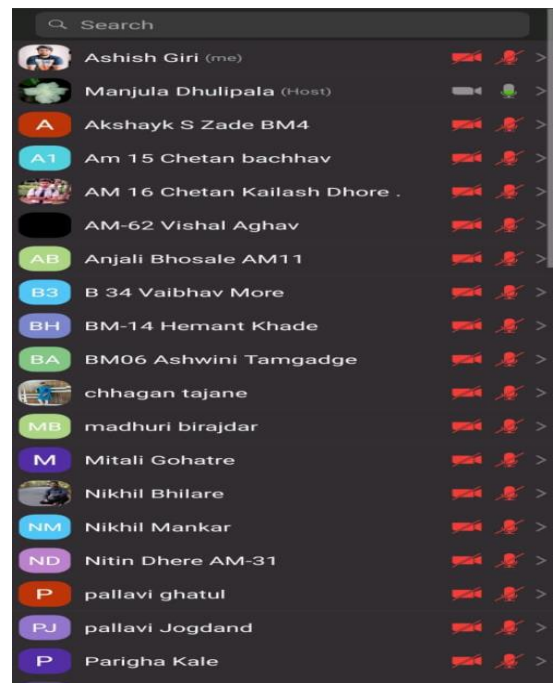 Search
Ashish Giri (me)
Manjula Dhulipala (Host)
A Akshayk S Zade BM4
A1 Am 15 Chetan bachhav
AM 16 Chetan Kailash Dhore .
AM-62 Vishal Aghav
AB Anjali Bhosale AM11
B3 B 34 Vaibhav More
BH BM-14 Hemant Khade
BA BM06 Ashwini Tamgadge
chhagan tajane
MB madhuri birajdar
M Mitali Gohatre
Nikhil Bhilare
NM Nikhil Mankar
ND Nitin Dhere AM-31
P pallavi ghatul
PJ pallavi Jogdand
P Parigha Kale